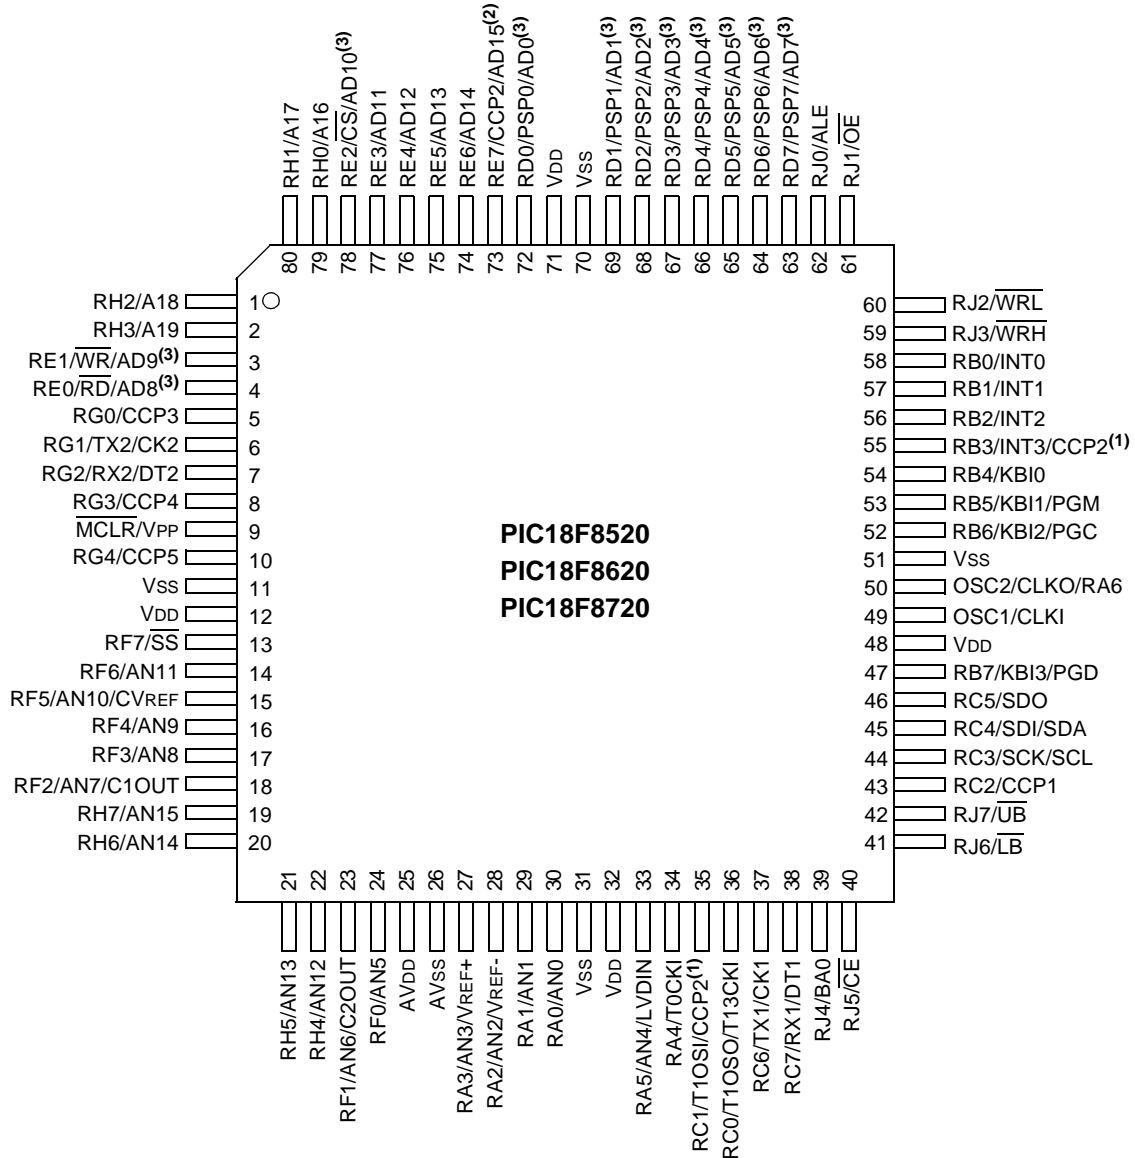 RH1/A17
RH0/A16
RE2/C̅S̅/AD10(3)
RE3/AD11
RE4/AD12
RE5/AD13
RE6/AD14
RE7/CCP2/AD15(2)
RD0/PSP0/AD0(3)
VDD
VSS
RD1/PSP1/AD1(3)
RD2/PSP2/AD2(3)
RD3/PSP3/AD3(3)
RD4/PSP4/AD4(3)
RD5/PSP5/AD5(3)
RD6/PSP6/AD6(3)
RD7/PSP7/AD7(3)
RJ0/ALE
RJ1/O̅E̅
80 79 78 77 76 75 74 73 72 71 70 69 68 67 66 65 64 63 62 61
RH2/A18 1
RH3/A19 2
RE1/W̅R̅/AD9(3) 3
RE0/R̅D̅/AD8(3) 4
RG0/CCP3 5
RG1/TX2/CK2 6
RG2/RX2/DT2 7
RG3/CCP4 8
M̅C̅L̅R̅/VPP 9
RG4/CCP5 10
VSS 11
VDD 12
RF7/S̅S̅ 13
RF6/AN11 14
RF5/AN10/CVREF 15
RF4/AN9 16
RF3/AN8 17
RF2/AN7/C1OUT 18
RH7/AN15 19
RH6/AN14 20
PIC18F8520
PIC18F8620
PIC18F8720
60 RJ2/W̅R̅L̅
59 RJ3/W̅R̅H̅
58 RB0/INT0
57 RB1/INT1
56 RB2/INT2
55 RB3/INT3/CCP2(1)
54 RB4/KBI0
53 RB5/KBI1/PGM
52 RB6/KBI2/PGC
51 VSS
50 OSC2/CLKO/RA6
49 OSC1/CLKI
48 VDD
47 RB7/KBI3/PGD
46 RC5/SDO
45 RC4/SDI/SDA
44 RC3/SCK/SCL
43 RC2/CCP1
42 RJ7/U̅B̅
41 RJ6/L̅B̅
21 22 23 24 25 26 27 28 29 30 31 32 33 34 35 36 37 38 39 40
RH5/AN13
RH4/AN12
RF1/AN6/C2OUT
RF0/AN5
AVDD
AVSS
RA3/AN3/VREF+
RA2/AN2/VREF-
RA1/AN1
RA0/AN0
VSS
VDD
RA5/AN4/LVDIN
RA4/T0CKI
RC1/T1OSI/CCP2(1)
RC0/T1OSO/T13CKI
RC6/TX1/CK1
RC7/RX1/DT1
RJ4/BA0
RJ5/C̅E̅